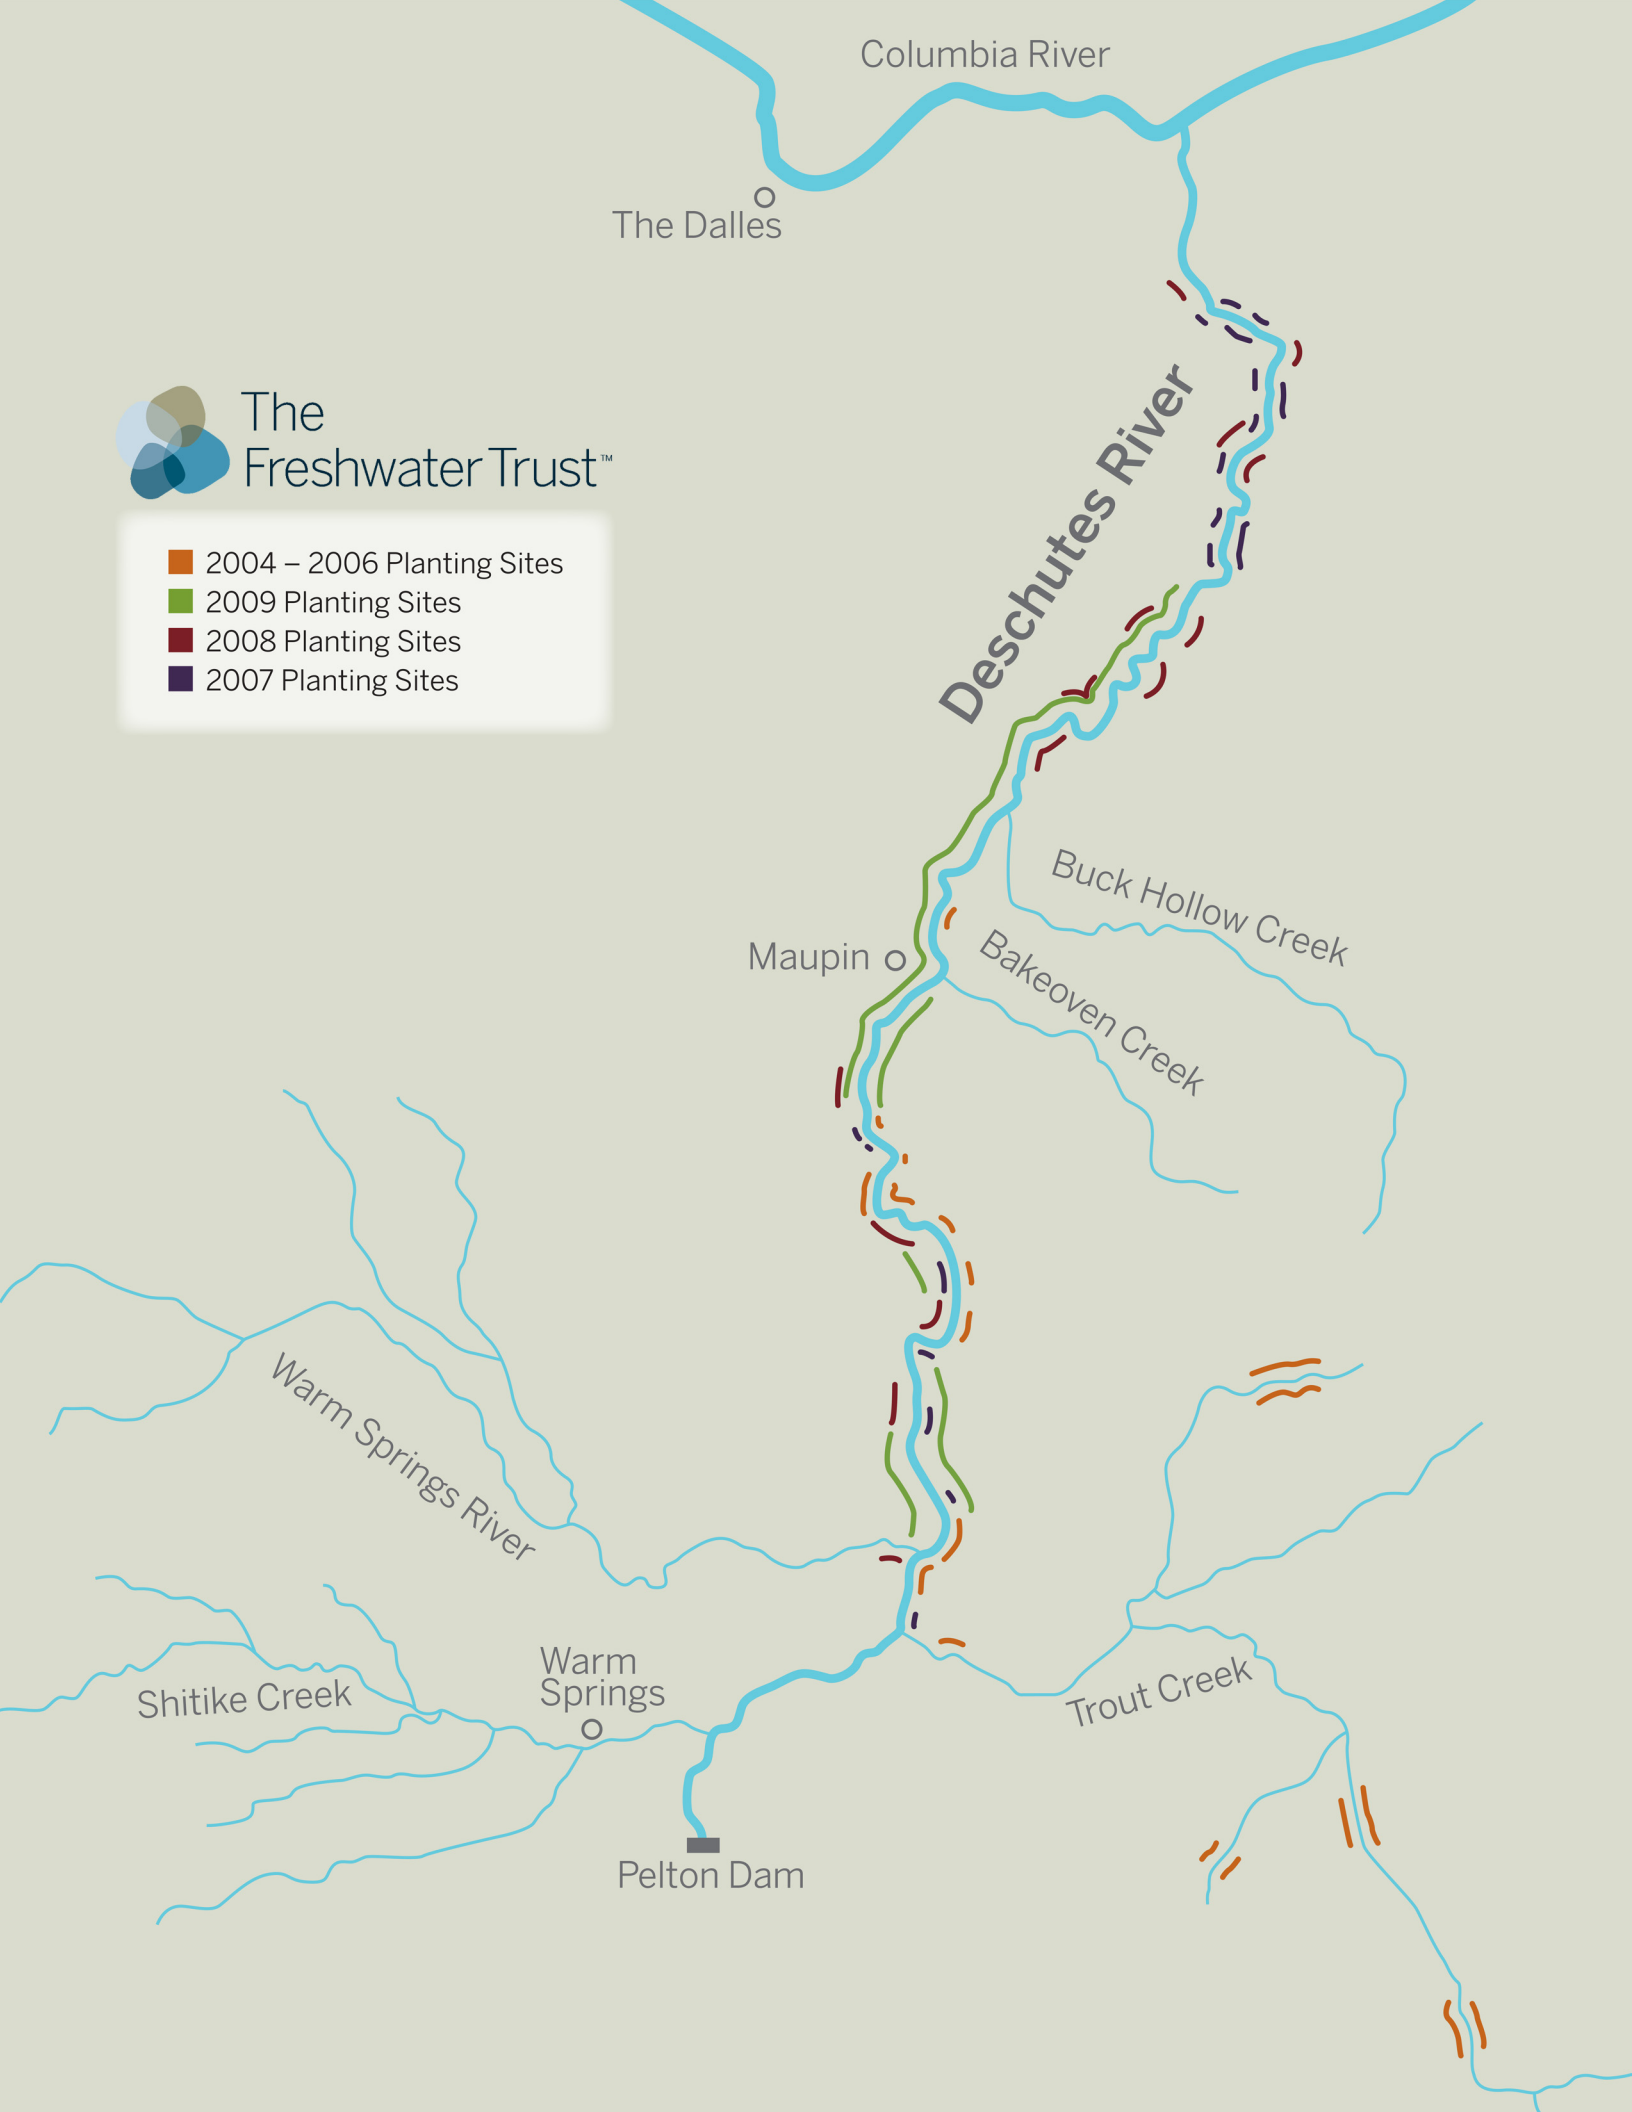 Columbia River
The Dalles
Deschutes River
The
Freshwater Trust™
2004 – 2006 Planting Sites
2009 Planting Sites
2008 Planting Sites
2007 Planting Sites
Buck Hollow Creek
Maupin
Bakeoven Creek
Warm Springs River
Warm
Springs
Shitike Creek
Trout Creek
Pelton Dam